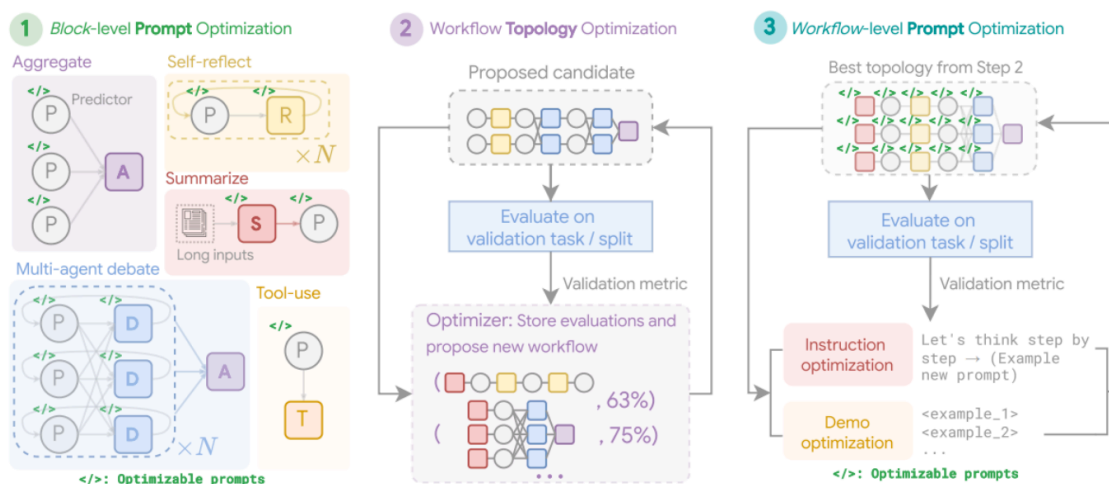 1 Block-level Prompt Optimization
Aggregate
</>
P
Predictor
</>
P
A
</>
P
Self-reflect
</> </>
P R
×N
Summarize
</> </>
S P
Long inputs
Multi-agent debate
</> </>
P D
</> </>
P D
A
</> </>
P D
×N
Tool-use
</>
P
T
</>: Optimizable prompts
2 Workflow Topology Optimization
Proposed candidate
Evaluate on
validation task / split
Validation metric
Optimizer: Store evaluations and
propose new workflow
( , 63%)
( , 75%)
...
3 Workflow-level Prompt Optimization
Best topology from Step 2
</> </> </> </> </>
</> </> </> </> </>
</> </> </> </> </>
Evaluate on
validation task / split
Validation metric
Instruction
optimization
Let's think step by
step → (Example
new prompt)
Demo
optimization
<example_1>
<example_2>
...
</>: Optimizable prompts